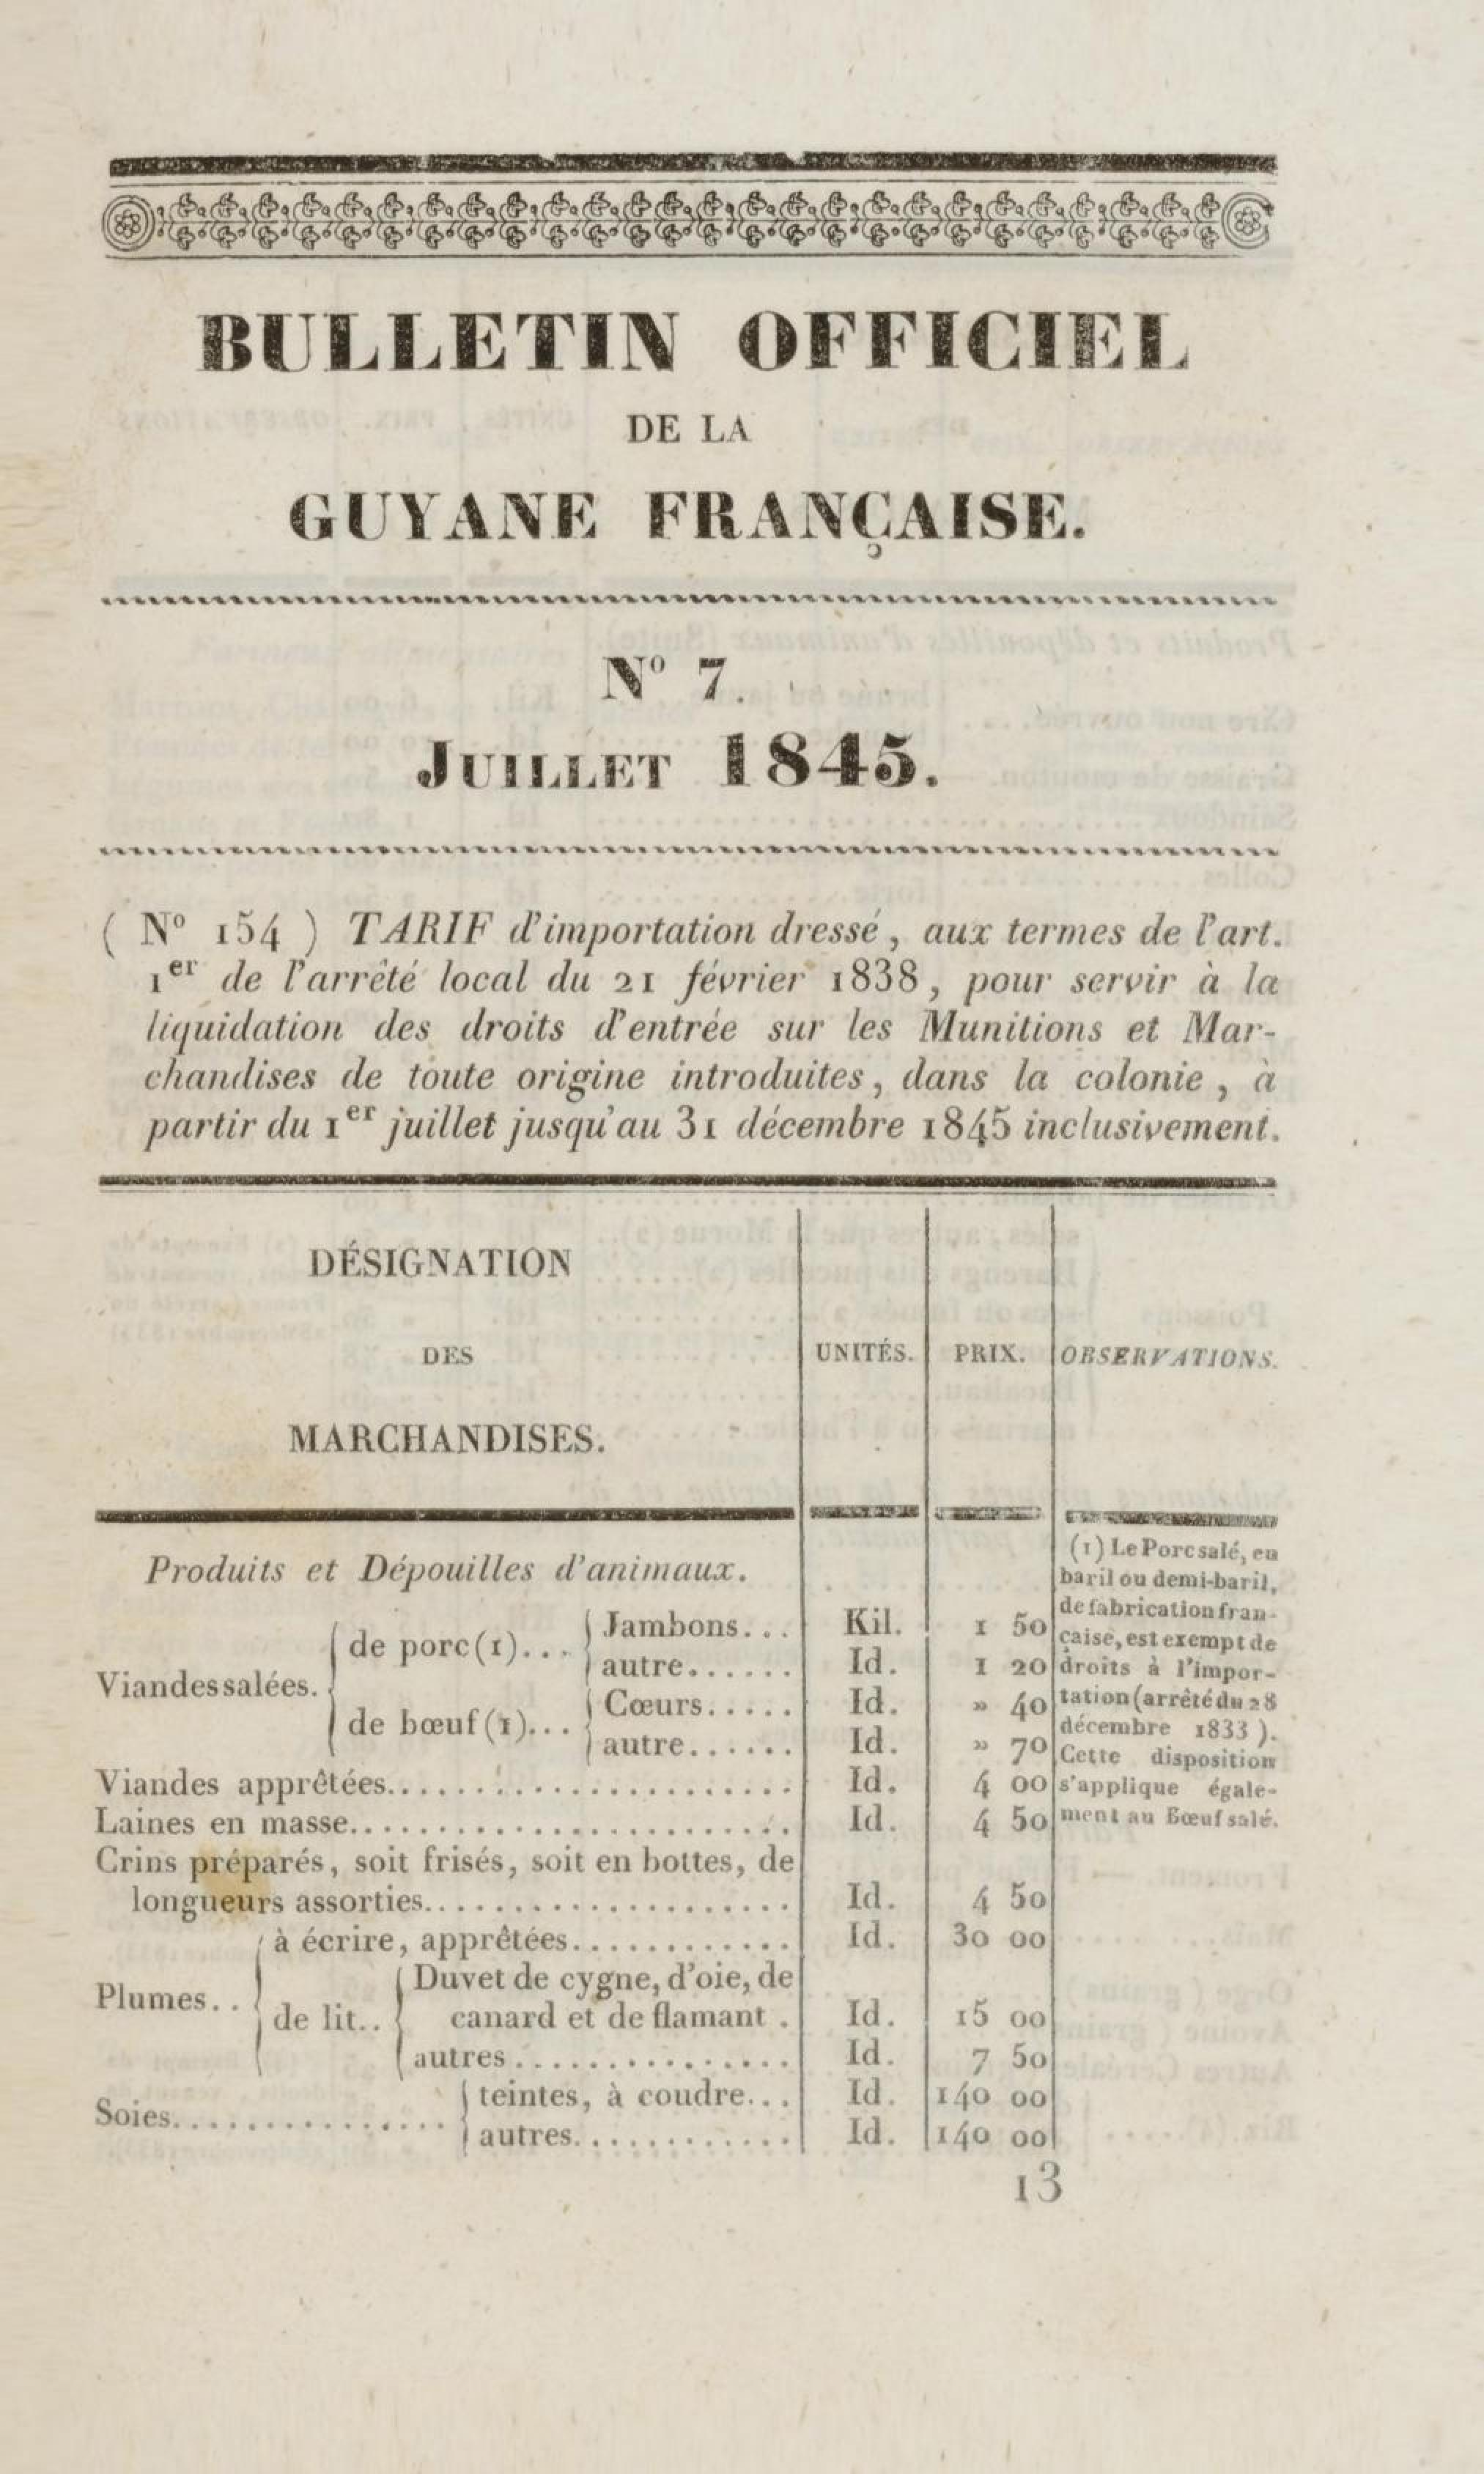 BULLETIN OFFICIEL
DE LA
GUYANE FRANÇAISE.
Nº 7.
JUILLET 1845.
( Nº 154 ) TARIF d'importation dressé, aux termes de l'art.
1er de l'arrêté local du 21 février 1838, pour servir à la
liquidation des droits d'entrée sur les Munitions et Mar-
chandises de toute origine introduites, dans la colonie, à
partir du 1er juillet jusqu'au 31 décembre 1845 inclusivement.
DÉSIGNATION
DES
MARCHANDISES.
UNITÉS.
PRIX.
OBSERVATIONS.
Produits et Dépouilles d'animaux.
Viandes salées. de porc(1)... Jambons... Kil. 1 50
autre...... Id. 1 20
de bœuf(1)... Cœurs..... Id. » 40
autre...... Id. » 70
Viandes apprêtées...................... Id. 4 00
Laines en masse........................ Id. 4 50
Crins préparés, soit frisés, soit en bottes, de
longueurs assorties.................... Id. 4 50
Plumes.. à écrire, apprêtées............ Id. 30 00
de lit.. Duvet de cygne, d'oie, de
canard et de flamant . Id. 15 00
autres............... Id. 7 50
Soies............... teintes, à coudre... Id. 140 00
autres............ Id. 140 00
(1) Le Porc salé, en
baril ou demi-baril,
de fabrication fran-
çaise, est exempt de
droits à l'impor-
tation (arrêté du 28
décembre 1833 ).
Cette disposition
s'applique égale-
ment au Bœuf salé.
13